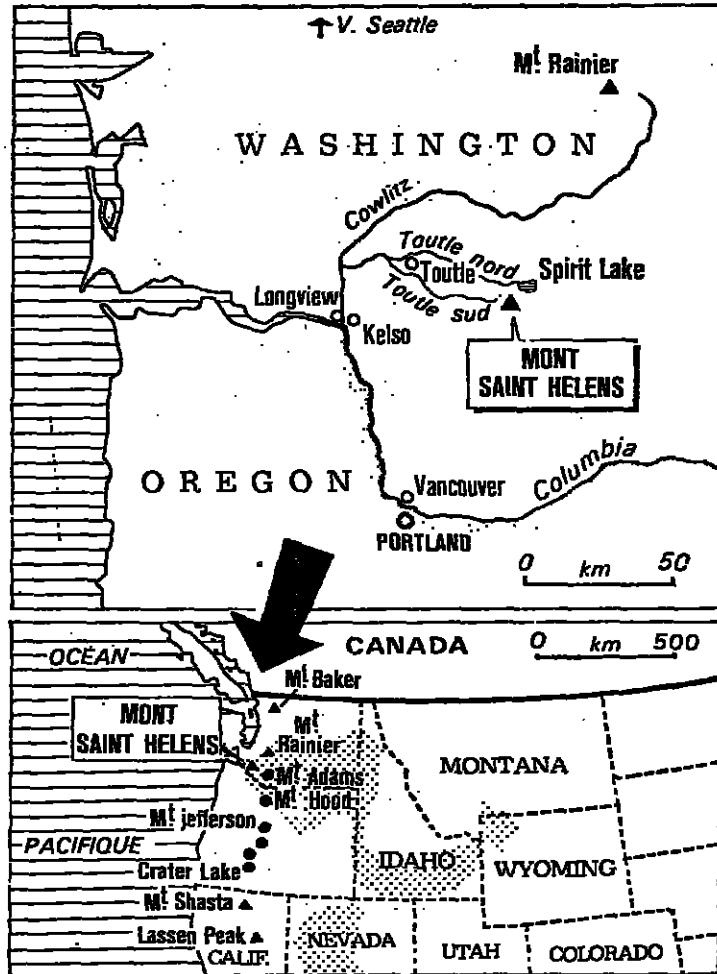 V. Seattle
Mt. Rainier
WASHINGTON
Cowlitz
Toutle nord
Toutle
Spirit Lake
Toutle sud
Longview
Kelso
MONT
SAINT HELENS
OREGON
Vancouver
Columbia
PORTLAND
0 km 50
OCÉAN
CANADA
0 km 500
Mt Baker
MONT
SAINT HELENS
Mt
Rainier
MONTANA
Mt Adams
Mt Hood
Mt jefferson
PACIFIQUE
IDAHO
WYOMING
Crater Lake
Mt Shasta
Lassen Peak
NEVADA
CALIF.
UTAH
COLORADO